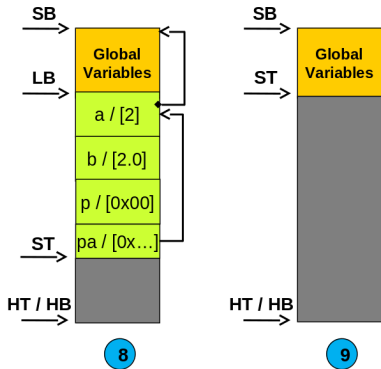 SB
Global
Variables
LB
a / [2]
b / [2.0]
p / [0x00]
ST
pa / [0x...]
HT / HB
8
SB
Global
Variables
ST
HT / HB
9